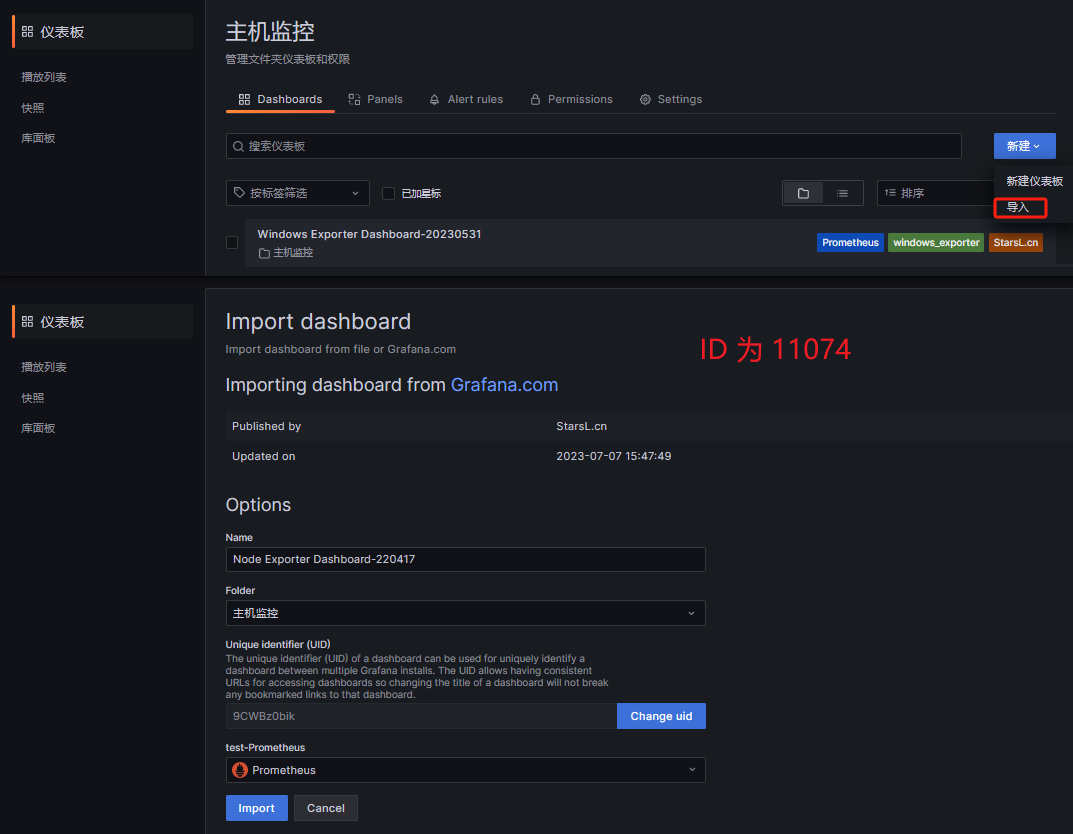 仪表板
播放列表
快照
库面板
主机监控
管理文件夹仪表板和权限
Dashboards Panels Alert rules Permissions Settings
搜索仪表板
新建
新建仪表板
导入
按标签筛选 已加星标 排序
Windows Exporter Dashboard-20230531
主机监控
Prometheus windows_exporter StarsL.cn
仪表板
播放列表
快照
库面板
Import dashboard
Import dashboard from file or Grafana.com
ID 为 11074
Importing dashboard from Grafana.com
Published by StarsL.cn
Updated on 2023-07-07 15:47:49
Options
Name
Node Exporter Dashboard-220417
Folder
主机监控
Unique identifier (UID)
The unique identifier (UID) of a dashboard can be used for uniquely identify a
dashboard between multiple Grafana installs. The UID allows having consistent
URLs for accessing dashboards so changing the title of a dashboard will not break
any bookmarked links to that dashboard.
9CWBz0bik Change uid
test-Prometheus
Prometheus
Import Cancel